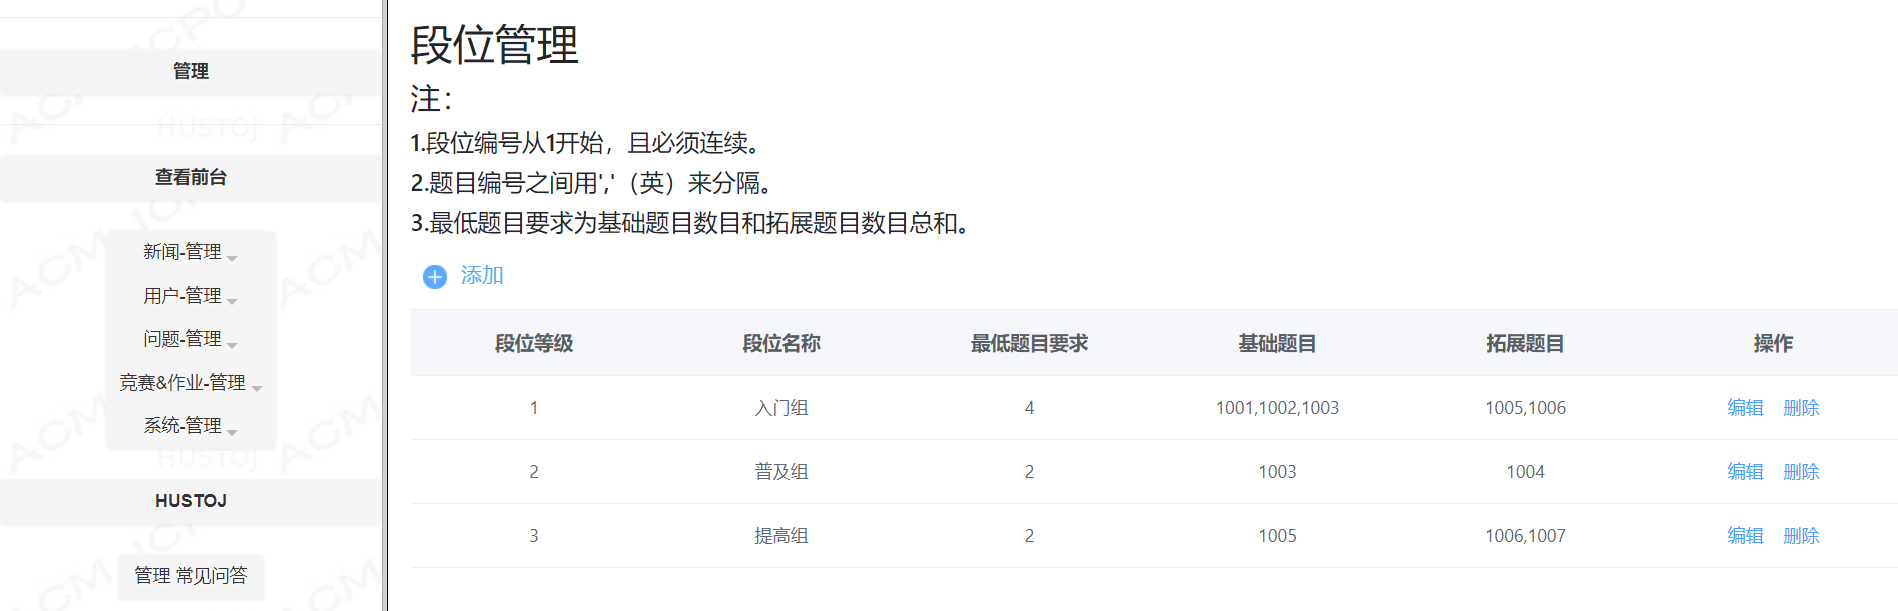 管理
查看前台
新闻-管理
用户-管理
问题-管理
竞赛&作业-管理
系统-管理
HUSTOJ
管理 常见问答
段位管理
注：
1.段位编号从1开始，且必须连续。
2.题目编号之间用','（英）来分隔。
3.最低题目要求为基础题目数目和拓展题目数目总和。
添加
段位等级 段位名称 最低题目要求 基础题目 拓展题目 操作
1 入门组 4 1001,1002,1003 1005,1006 编辑 删除
2 普及组 2 1003 1004 编辑 删除
3 提高组 2 1005 1006,1007 编辑 删除
ACM
ICPC
HUSTOJ